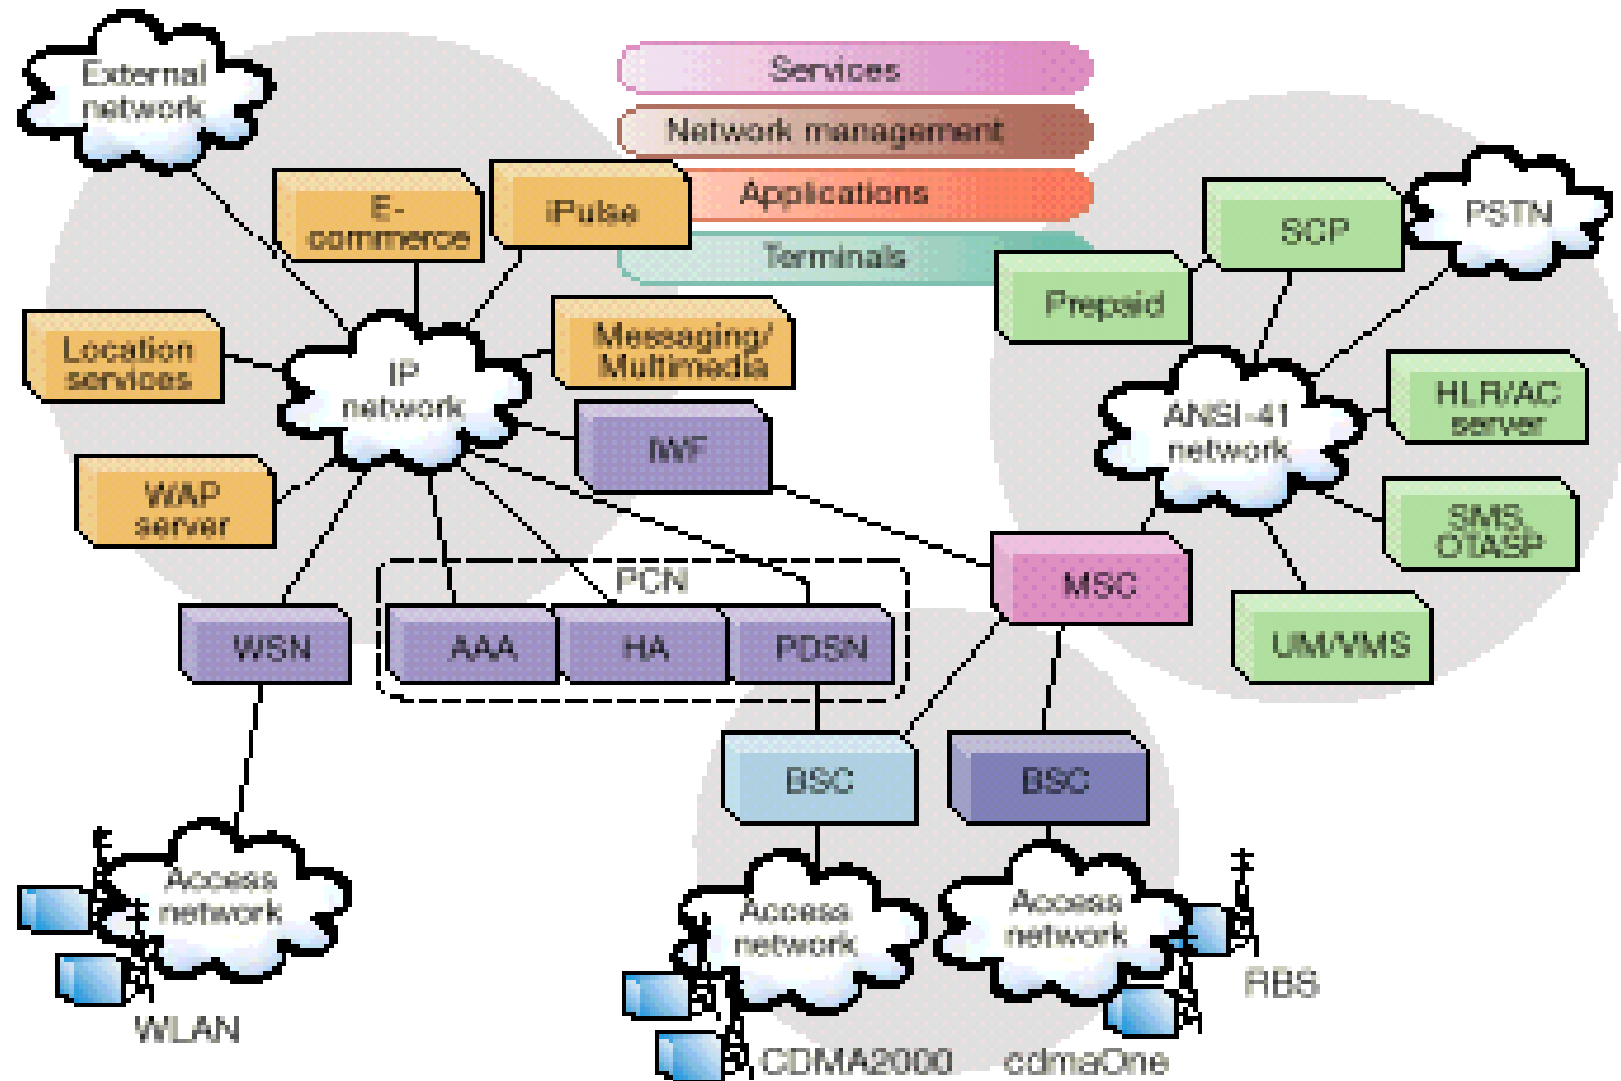 External
network
Services
Network management
Applications
Terminals
E-
commerce
iPulse
SCP
PSTN
Prepaid
Location
services
IP
network
Messaging/
Multimedia
ANSI-41
network
HLR/AC
server
IWF
WAP
server
SMS,
OTASP
PCN
MSC
WSN
AAA
HA
PDSN
UM/VMS
BSC
BSC
Access
network
Access
network
Access
network
RBS
WLAN
CDMA2000
cdmaOne